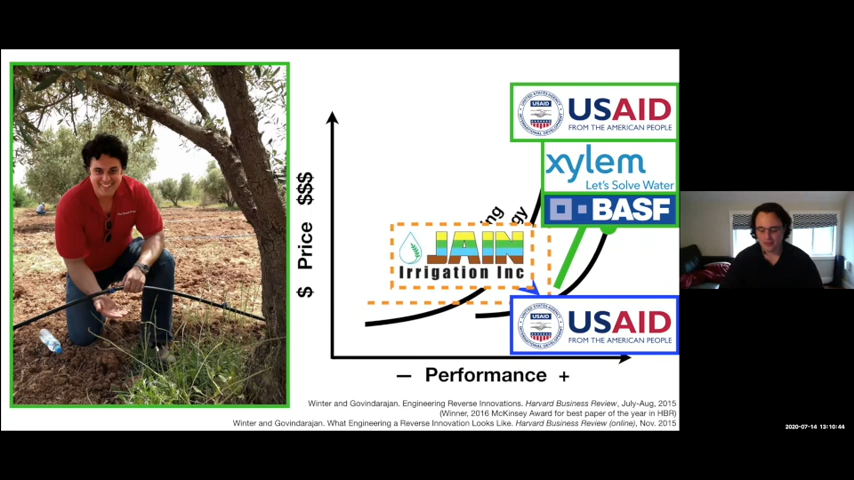 USAID
FROM THE AMERICAN PEOPLE
xylem
Let's Solve Water
BASF
JAIN
Irrigation Inc
USAID
FROM THE AMERICAN PEOPLE
$ Price $$$
— Performance +
Winter and Govindarajan. Engineering Reverse Innovations. Harvard Business Review, July-Aug, 2015
(Winner, 2016 McKinsey Award for best paper of the year in HBR)
Winter and Govindarajan. What Engineering a Reverse Innovation Looks Like. Harvard Business Review (online), Nov. 2015
2020-07-14 13:10:44